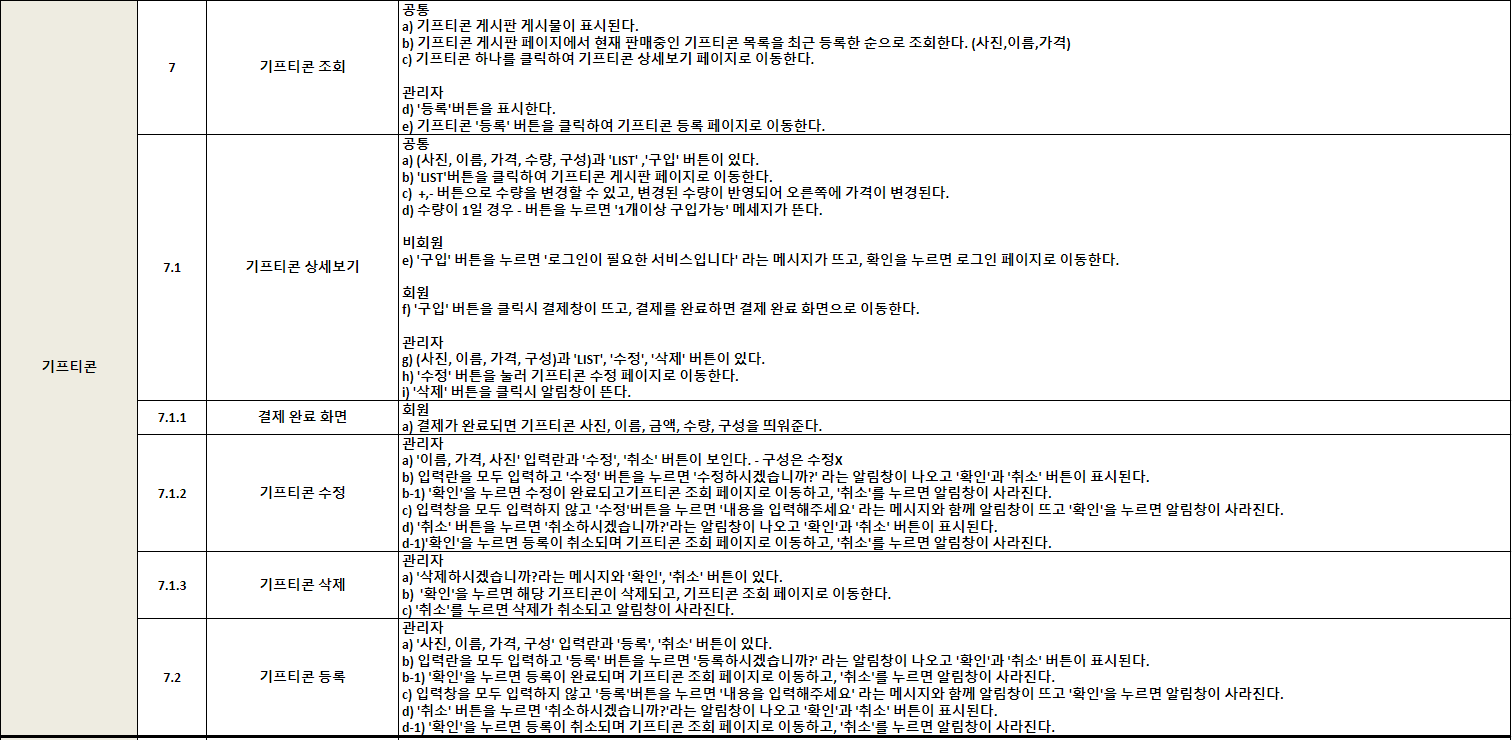 기프티콘
7
기프티콘 조회
공통
a) 기프티콘 게시판 게시물이 표시된다.
b) 기프티콘 게시판 페이지에서 현재 판매중인 기프티콘 목록을 최근 등록한 순으로 조회한다. (사진,이름,가격)
c) 기프티콘 하나를 클릭하여 기프티콘 상세보기 페이지로 이동한다.
관리자
d) '등록'버튼을 표시한다.
e) 기프티콘 '등록' 버튼을 클릭하여 기프티콘 등록 페이지로 이동한다.
7.1
기프티콘 상세보기
공통
a) (사진, 이름, 가격, 수량, 구성)과 'LIST' ,'구입' 버튼이 있다.
b) 'LIST'버튼을 클릭하여 기프티콘 게시판 페이지로 이동한다.
c) +,- 버튼으로 수량을 변경할 수 있고, 변경된 수량이 반영되어 오른쪽에 가격이 변경된다.
d) 수량이 1일 경우 - 버튼을 누르면 '1개이상 구입가능' 메세지가 뜬다.
비회원
e) '구입' 버튼을 누르면 '로그인이 필요한 서비스입니다' 라는 메시지가 뜨고, 확인을 누르면 로그인 페이지로 이동한다.
회원
f) '구입' 버튼을 클릭시 결제창이 뜨고, 결제를 완료하면 결제 완료 화면으로 이동한다.
관리자
g) (사진, 이름, 가격, 구성)과 'LIST', '수정', '삭제' 버튼이 있다.
h) '수정' 버튼을 눌러 기프티콘 수정 페이지로 이동한다.
i) '삭제' 버튼을 클릭시 알림창이 뜬다.
7.1.1
결제 완료 화면
회원
a) 결제가 완료되면 기프티콘 사진, 이름, 금액, 수량, 구성을 띄워준다.
7.1.2
기프티콘 수정
관리자
a) '이름, 가격, 사진' 입력란과 '수정', '취소' 버튼이 보인다. - 구성은 수정X
b) 입력란을 모두 입력하고 '수정' 버튼을 누르면 '수정하시겠습니까?' 라는 알림창이 나오고 '확인'과 '취소' 버튼이 표시된다.
b-1) '확인'을 누르면 수정이 완료되고기프티콘 조회 페이지로 이동하고, '취소'를 누르면 알림창이 사라진다.
c) 입력창을 모두 입력하지 않고 '수정'버튼을 누르면 '내용을 입력해주세요' 라는 메시지와 함께 알림창이 뜨고 '확인'을 누르면 알림창이 사라진다.
d) '취소' 버튼을 누르면 '취소하시겠습니까?'라는 알림창이 나오고 '확인'과 '취소' 버튼이 표시된다.
d-1)'확인'을 누르면 등록이 취소되며 기프티콘 조회 페이지로 이동하고, '취소'를 누르면 알림창이 사라진다.
7.1.3
기프티콘 삭제
관리자
a) '삭제하시겠습니까?라는 메시지와 '확인', '취소' 버튼이 있다.
b) '확인'을 누르면 해당 기프티콘이 삭제되고, 기프티콘 조회 페이지로 이동한다.
c) '취소'를 누르면 삭제가 취소되고 알림창이 사라진다.
7.2
기프티콘 등록
관리자
a) '사진, 이름, 가격, 구성' 입력란과 '등록', '취소' 버튼이 있다.
b) 입력란을 모두 입력하고 '등록' 버튼을 누르면 '등록하시겠습니까?' 라는 알림창이 나오고 '확인'과 '취소' 버튼이 표시된다.
b-1) '확인'을 누르면 등록이 완료되며 기프티콘 조회 페이지로 이동하고, '취소'를 누르면 알림창이 사라진다.
c) 입력창을 모두 입력하지 않고 '등록'버튼을 누르면 '내용을 입력해주세요' 라는 메시지와 함께 알림창이 뜨고 '확인'을 누르면 알림창이 사라진다.
d) '취소' 버튼을 누르면 '취소하시겠습니까?'라는 알림창이 나오고 '확인'과 '취소' 버튼이 표시된다.
d-1) '확인'을 누르면 등록이 취소되며 기프티콘 조회 페이지로 이동하고, '취소'를 누르면 알림창이 사라진다.